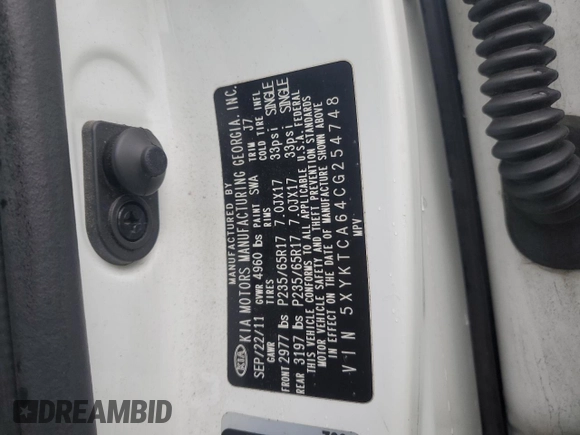 KIA
MANUFACTURED BY
KIA MOTORS MANUFACTURING GEORGIA, INC.
SEP/22/11 GVWR 4960 lbs PAINT SWA TRIM J7
GAWR TIRES RIMS COLD TIRE INFL
FRONT 2977 lbs P235/65R17 7.0JX17 33psi SINGLE
REAR 3197 lbs P235/65R17 7.0JX17 33psi SINGLE
THIS VEHICLE CONFORMS TO ALL APPLICABLE U.S.A. FEDERAL
MOTOR VEHICLE SAFETY AND THEFT PREVENTION STANDARDS
IN EFFECT ON THE DATE OF MANUFACTURE SHOWN ABOVE
VIN 5XYKTCA64CG254748
MPV
DREAMBID